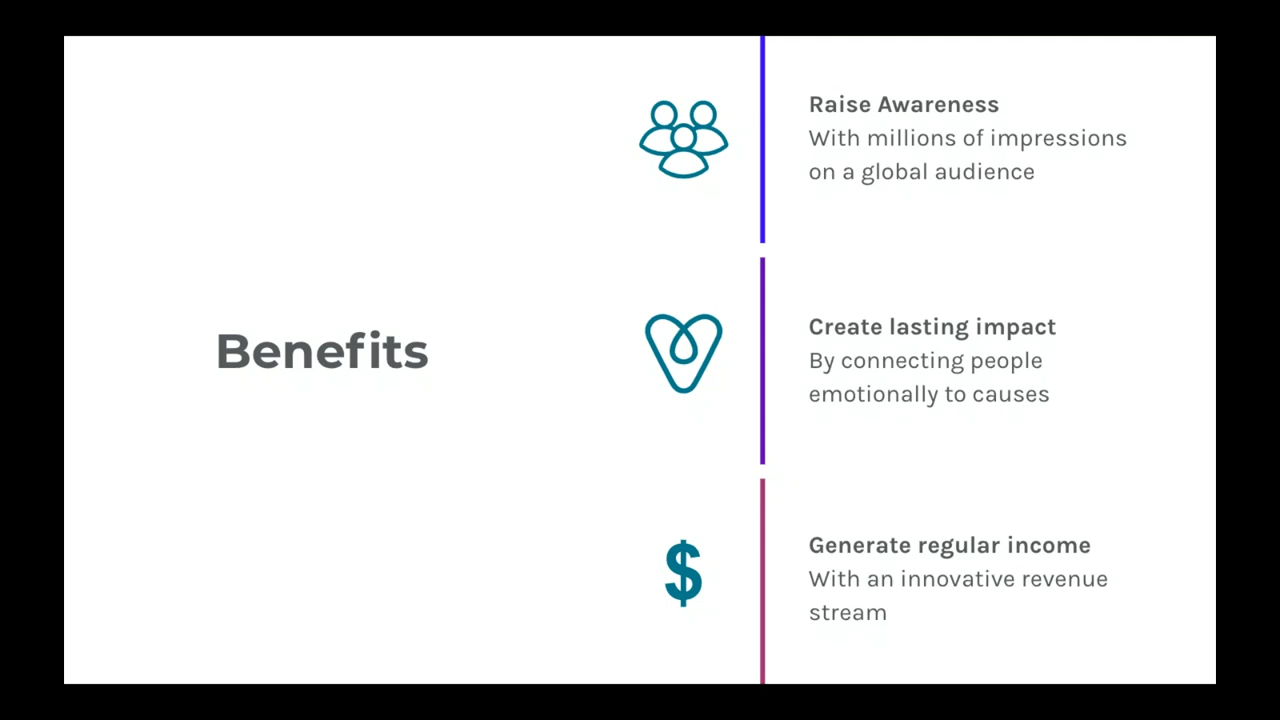 Benefits
Raise Awareness
With millions of impressions
on a global audience
Create lasting impact
By connecting people
emotionally to causes
$
Generate regular income
With an innovative revenue
stream